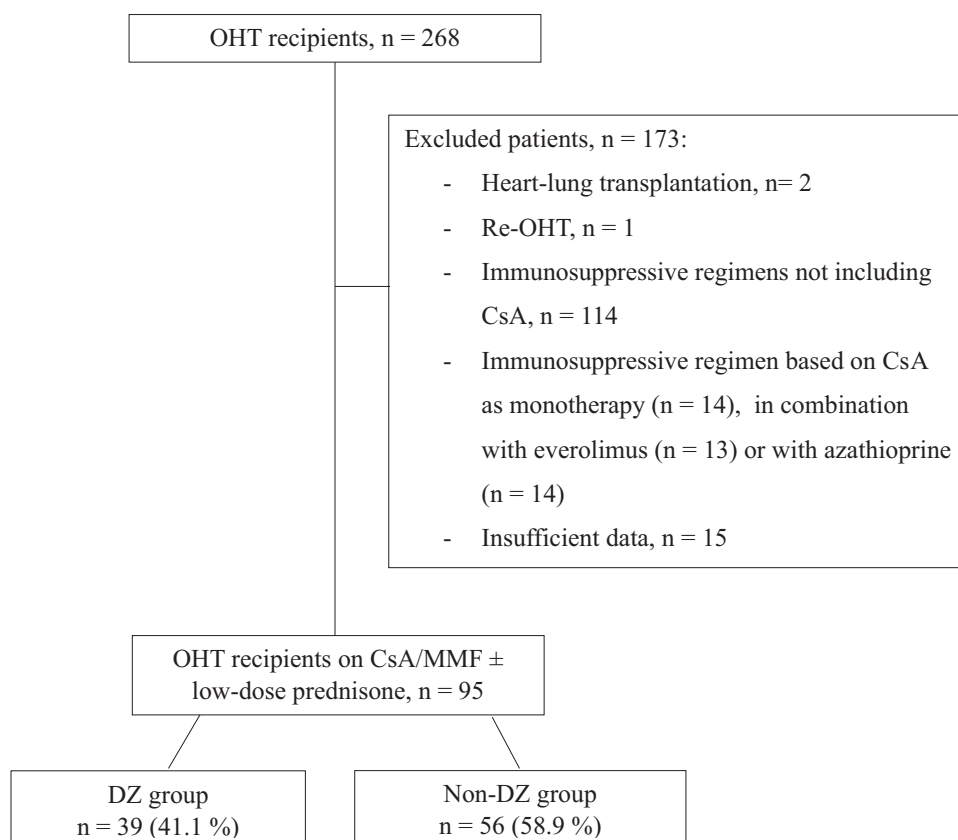 OHT recipients, n = 268
Excluded patients, n = 173:
- Heart-lung transplantation, n= 2
- Re-OHT, n = 1
- Immunosuppressive regimens not including
CsA, n = 114
- Immunosuppressive regimen based on CsA
as monotherapy (n = 14),  in combination
with everolimus (n = 13) or with azathioprine
(n = 14)
- Insufficient data, n = 15
OHT recipients on CsA/MMF ±
low-dose prednisone, n = 95
DZ group
n = 39 (41.1 %)
Non-DZ group
n = 56 (58.9 %)